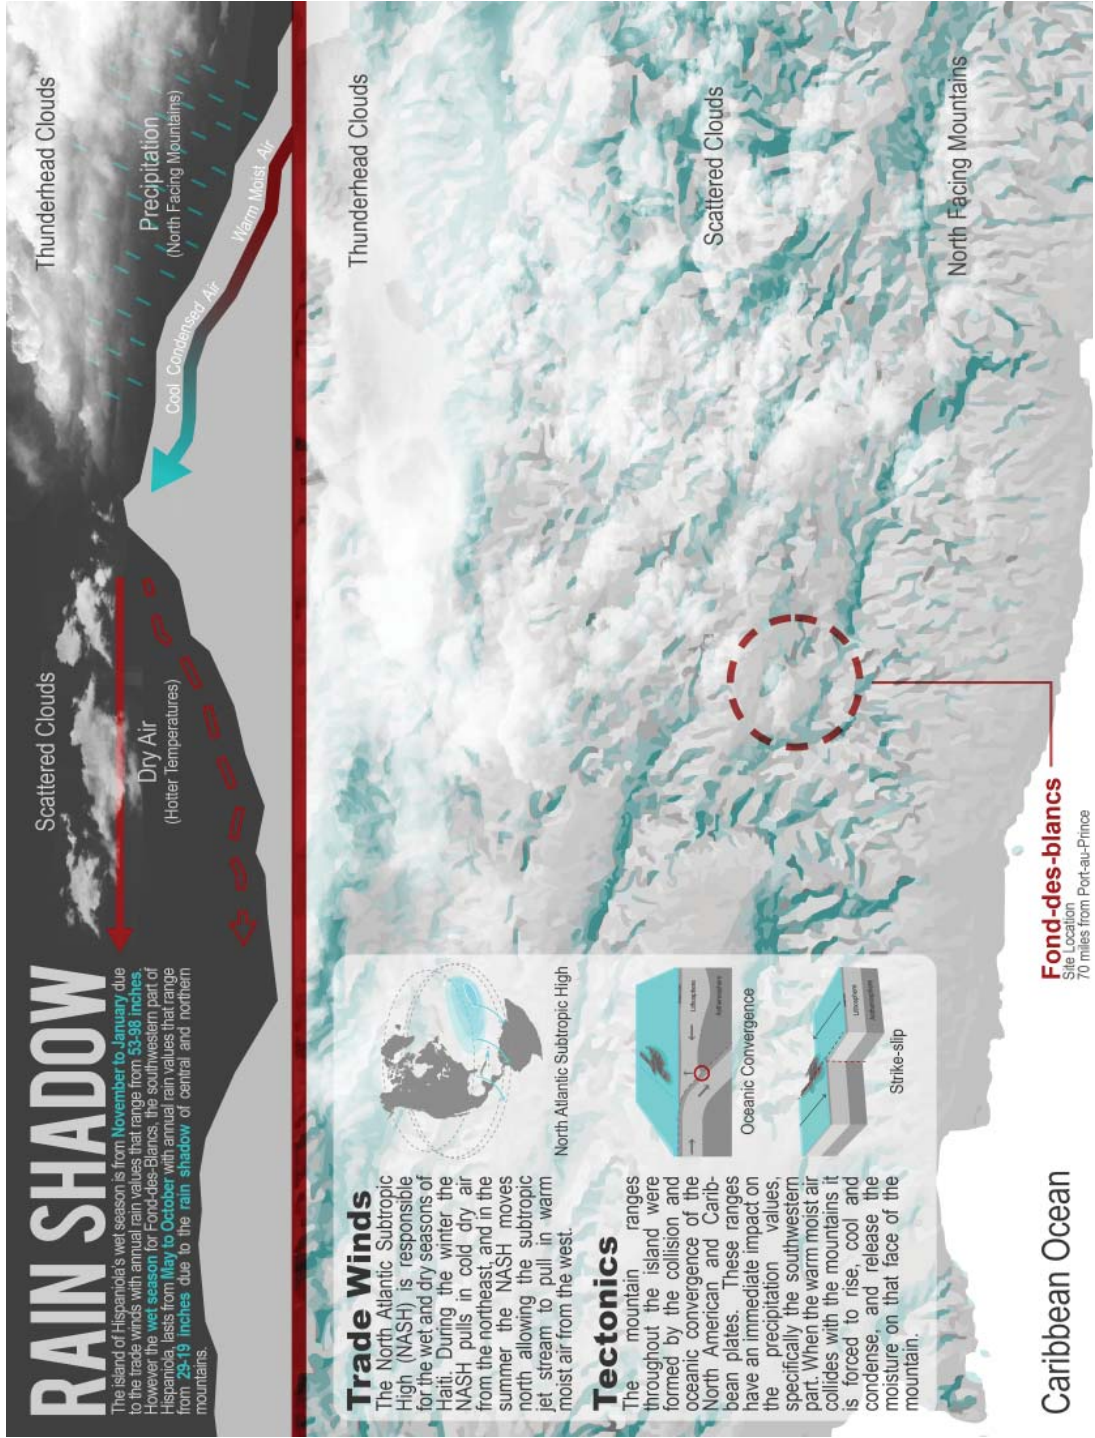 RAIN SHADOW
The island of Hispaniola's wet season is from November to January due
to the trade winds with annual rain values that range from 53-98 inches.
However the wet season for Fond-des-Blancs, the southwestern part of
Hispaniola, lasts from May to October with annual rain values that range
from 29-19 inches due to the rain shadow of central and northern
mountains.
Scattered Clouds
Dry Air
(Hotter Temperatures)
Thunderhead Clouds
Precipitation
(North Facing Mountains)
Cool Condensed Air
Warm Moist Air
Trade Winds
The North Atlantic Subtropic
High (NASH) is responsible
for the wet and dry seasons of
Haiti. During the winter the
NASH pulls in cold dry air
from the northeast, and in the
summer the NASH moves
north allowing the subtropic
jet stream to pull in warm
moist air from the west.
North Atlantic Subtropic High
Tectonics
The mountain ranges
throughout the island were
formed by the collision and
oceanic convergence of the
North American and Carib-
bean plates. These ranges
have an immediate impact on
the precipitation values,
specifically the southwestern
part. When the warm moist air
collides with the mountains it
is forced to rise, cool and
condense, and release the
moisture on that face of the
mountain.
Lithosphere
Asthenosphere
Oceanic Convergence
Lithosphere
Asthenosphere
Strike-slip
Thunderhead Clouds
Scattered Clouds
North Facing Mountains
Fond-des-blancs
Site Location
70 miles from Port-au-Prince
Caribbean Ocean